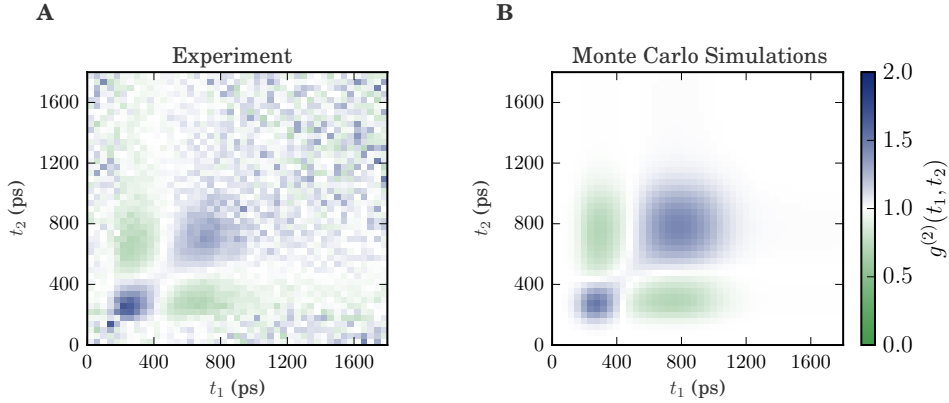 A
B
Experiment
Monte Carlo Simulations
1600
1200
800
400
0
t₂ (ps)
0 400 800 1200 1600
t₁ (ps)
1600
1200
800
400
0
t₂ (ps)
0 400 800 1200 1600
t₁ (ps)
2.0
1.5
1.0
0.5
0.0
g⁽²⁾(t₁, t₂)